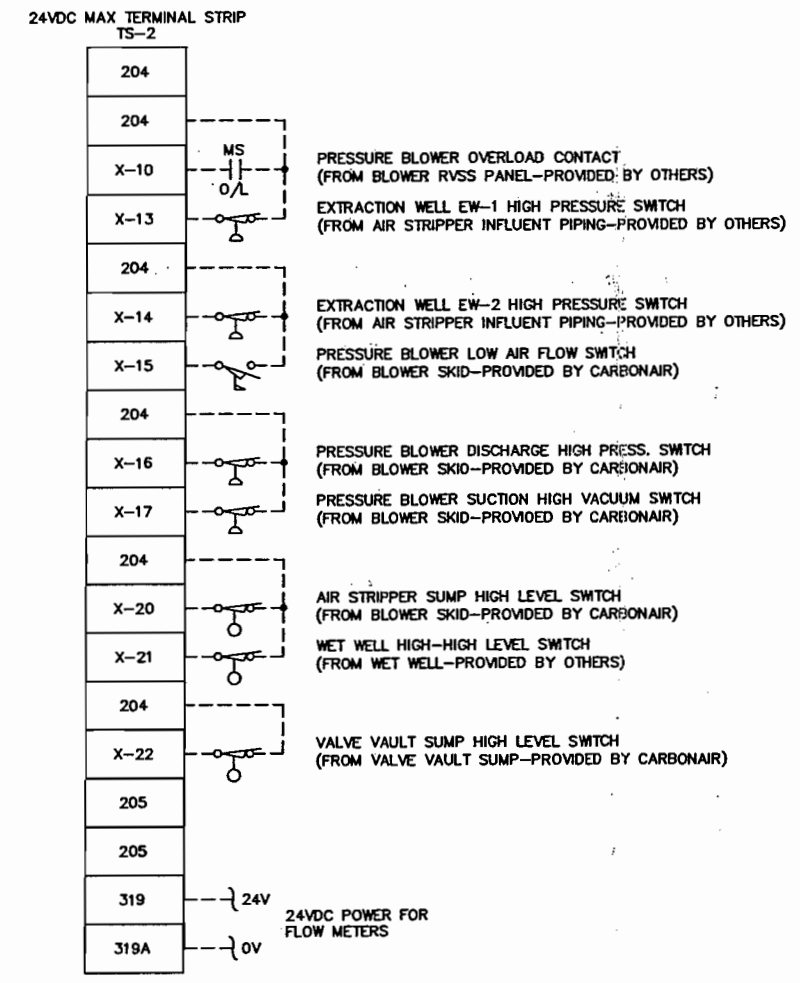 24VDC MAX TERMINAL STRIP
TS-2
204
204
X-10
MS
O/L
PRESSURE BLOWER OVERLOAD CONTACT
(FROM BLOWER RVSS PANEL-PROVIDED BY OTHERS)
X-13
EXTRACTION WELL EW-1 HIGH PRESSURE SWITCH
(FROM AIR STRIPPER INFLUENT PIPING-PROVIDED BY OTHERS)
204
X-14
EXTRACTION WELL EW-2 HIGH PRESSURE SWITCH
(FROM AIR STRIPPER INFLUENT PIPING-PROVIDED BY OTHERS)
X-15
PRESSURE BLOWER LOW AIR FLOW SWITCH
(FROM BLOWER SKID-PROVIDED BY CARBONAIR)
204
X-16
PRESSURE BLOWER DISCHARGE HIGH PRESS. SWITCH
(FROM BLOWER SKID-PROVIDED BY CARBONAIR)
X-17
PRESSURE BLOWER SUCTION HIGH VACUUM SWITCH
(FROM BLOWER SKID-PROVIDED BY CARBONAIR)
204
X-20
AIR STRIPPER SUMP HIGH LEVEL SWITCH
(FROM BLOWER SKID-PROVIDED BY CARBONAIR)
X-21
WET WELL HIGH-HIGH LEVEL SWITCH
(FROM WET WELL-PROVIDED BY OTHERS)
204
X-22
VALVE VAULT SUMP HIGH LEVEL SWITCH
(FROM VALVE VAULT SUMP-PROVIDED BY CARBONAIR)
205
205
319
24V
24VDC POWER FOR
FLOW METERS
319A
0V